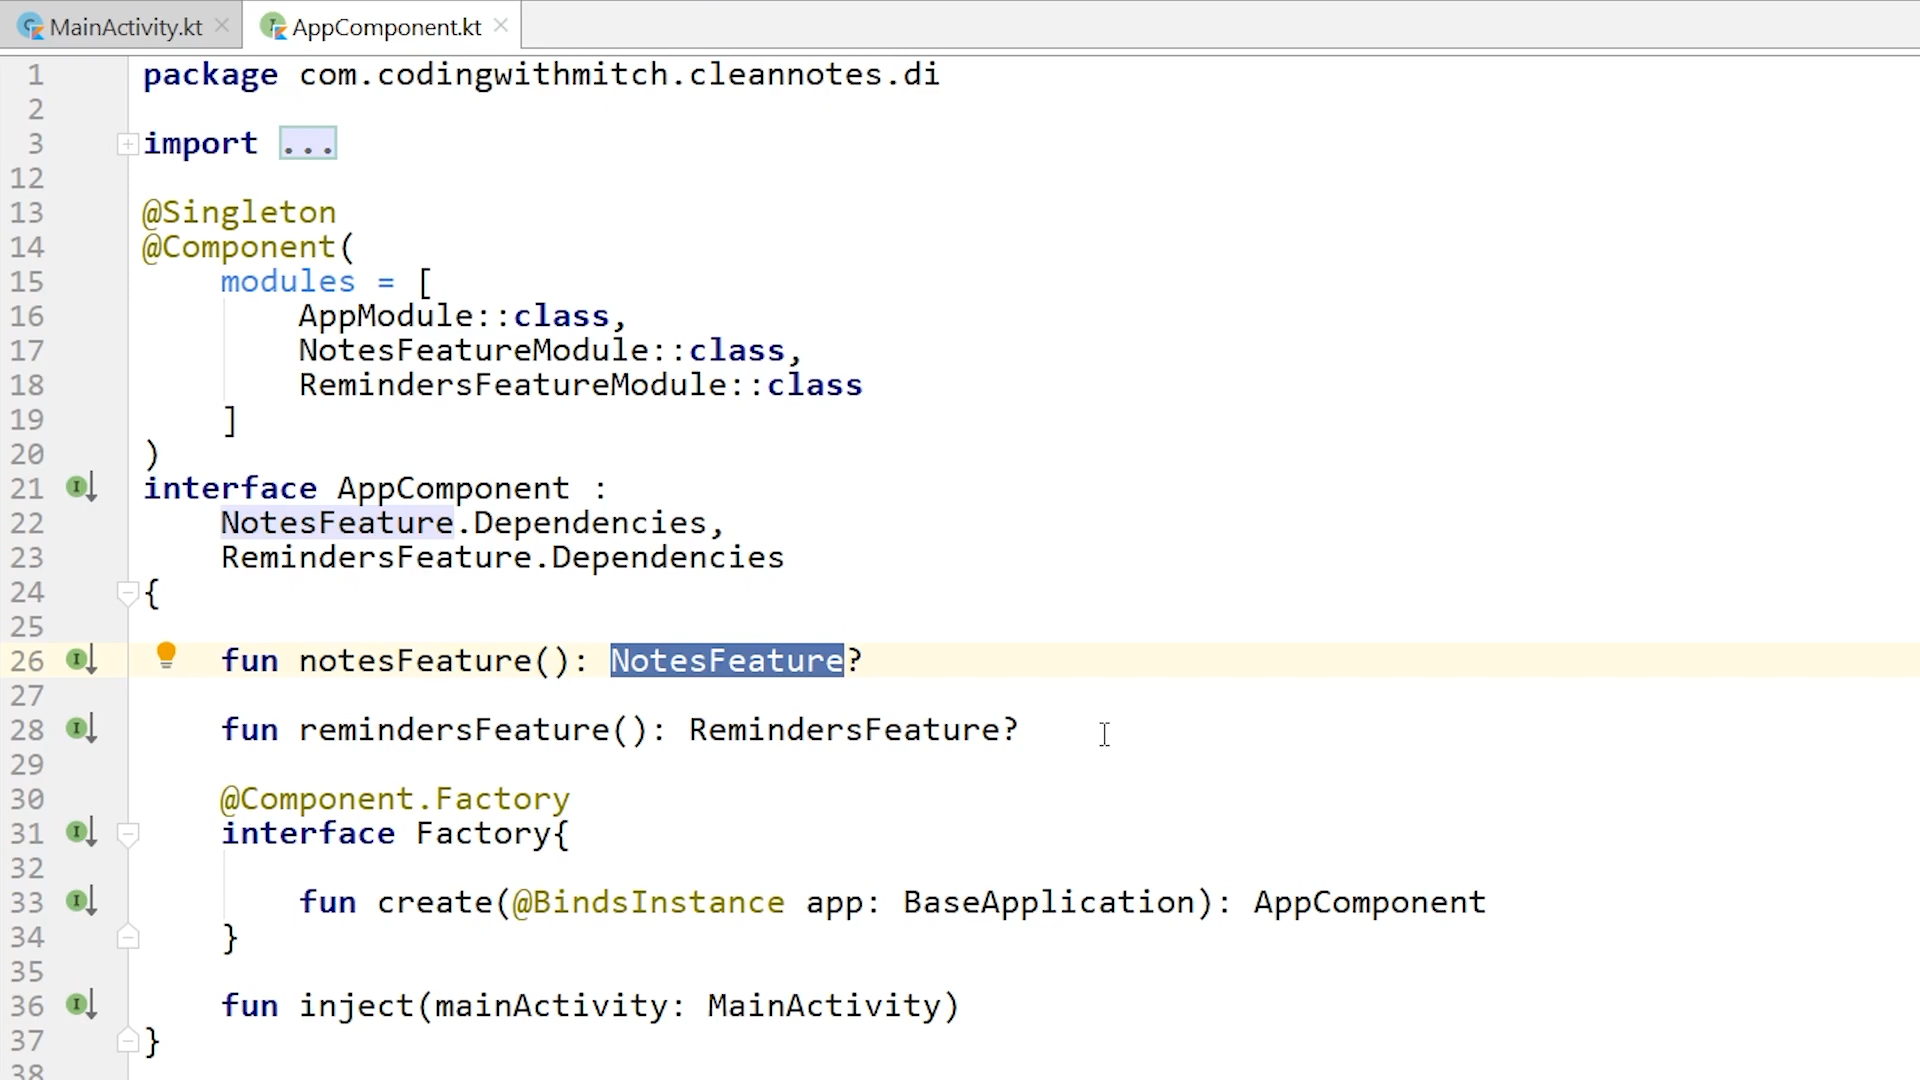 MainActivity.kt
AppComponent.kt
1 package com.codingwithmitch.cleannotes.di
2
3 import ...
12
13 @Singleton
14 @Component(
15 modules = [
16 AppModule::class,
17 NotesFeatureModule::class,
18 RemindersFeatureModule::class
19 ]
20 )
21 interface AppComponent :
22 NotesFeature.Dependencies,
23 RemindersFeature.Dependencies
24 {
25
26 fun notesFeature(): NotesFeature?
27
28 fun remindersFeature(): RemindersFeature?
29
30 @Component.Factory
31 interface Factory{
32
33 fun create(@BindsInstance app: BaseApplication): AppComponent
34 }
35
36 fun inject(mainActivity: MainActivity)
37 }
38